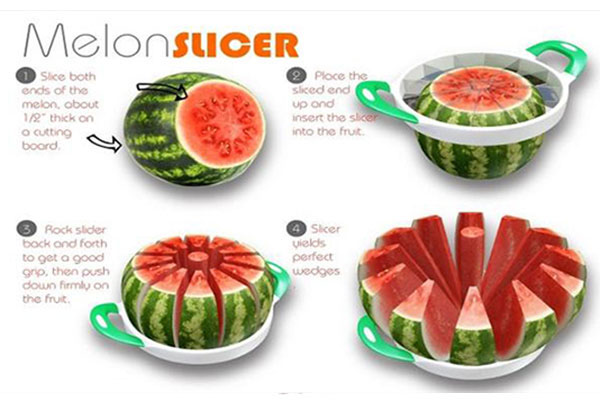 MelonSLICER
1 Slice both
ends of the
melon, about
1/2" thick on
a cutting
board.
2 Place the
sliced end
up and
insert the slicer
into the fruit.
3 Rock slider
back and forth
to get a good
grip, then push
down firmly on
the fruit.
4 Slicer
yields
perfect
wedges